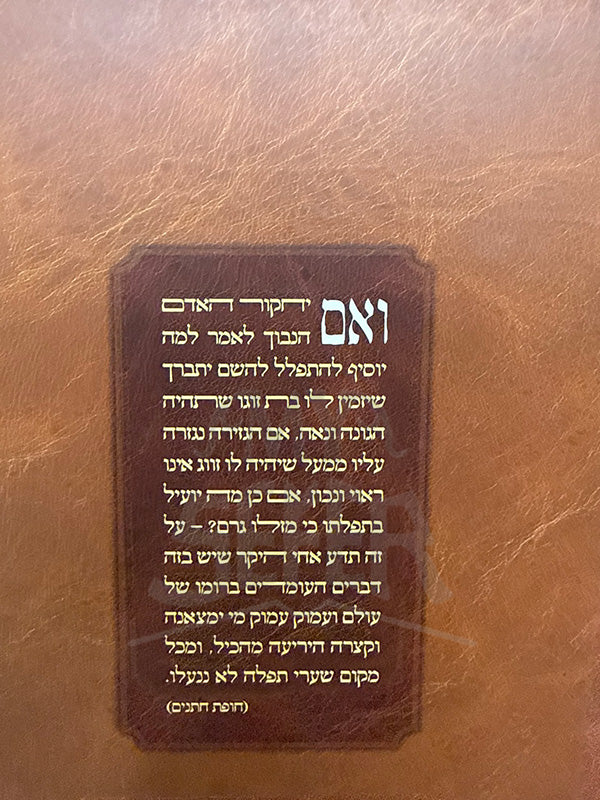 ואם יחקור האדם
הנבוך לאמר למה
יוסיף להתפלל להשם יתברך
שיזמין לו בת זוגו שתהיה
הגונה ונאה, אם הגזירה נגזרה
עליו ממעל שיהיה לו זווג אינו
ראוי ונכון, אם כן מה יועיל
בתפלתו כי מזלו גרם? – על
זה תדע אחי היקר שיש בזה
דברים העומדים ברומו של
עולם ועמוק עמוק מי ימצאנה
וקצרה היריעה מהכיל, ומכל
מקום שערי תפלה לא ננעלו.
(חופת חתנים)